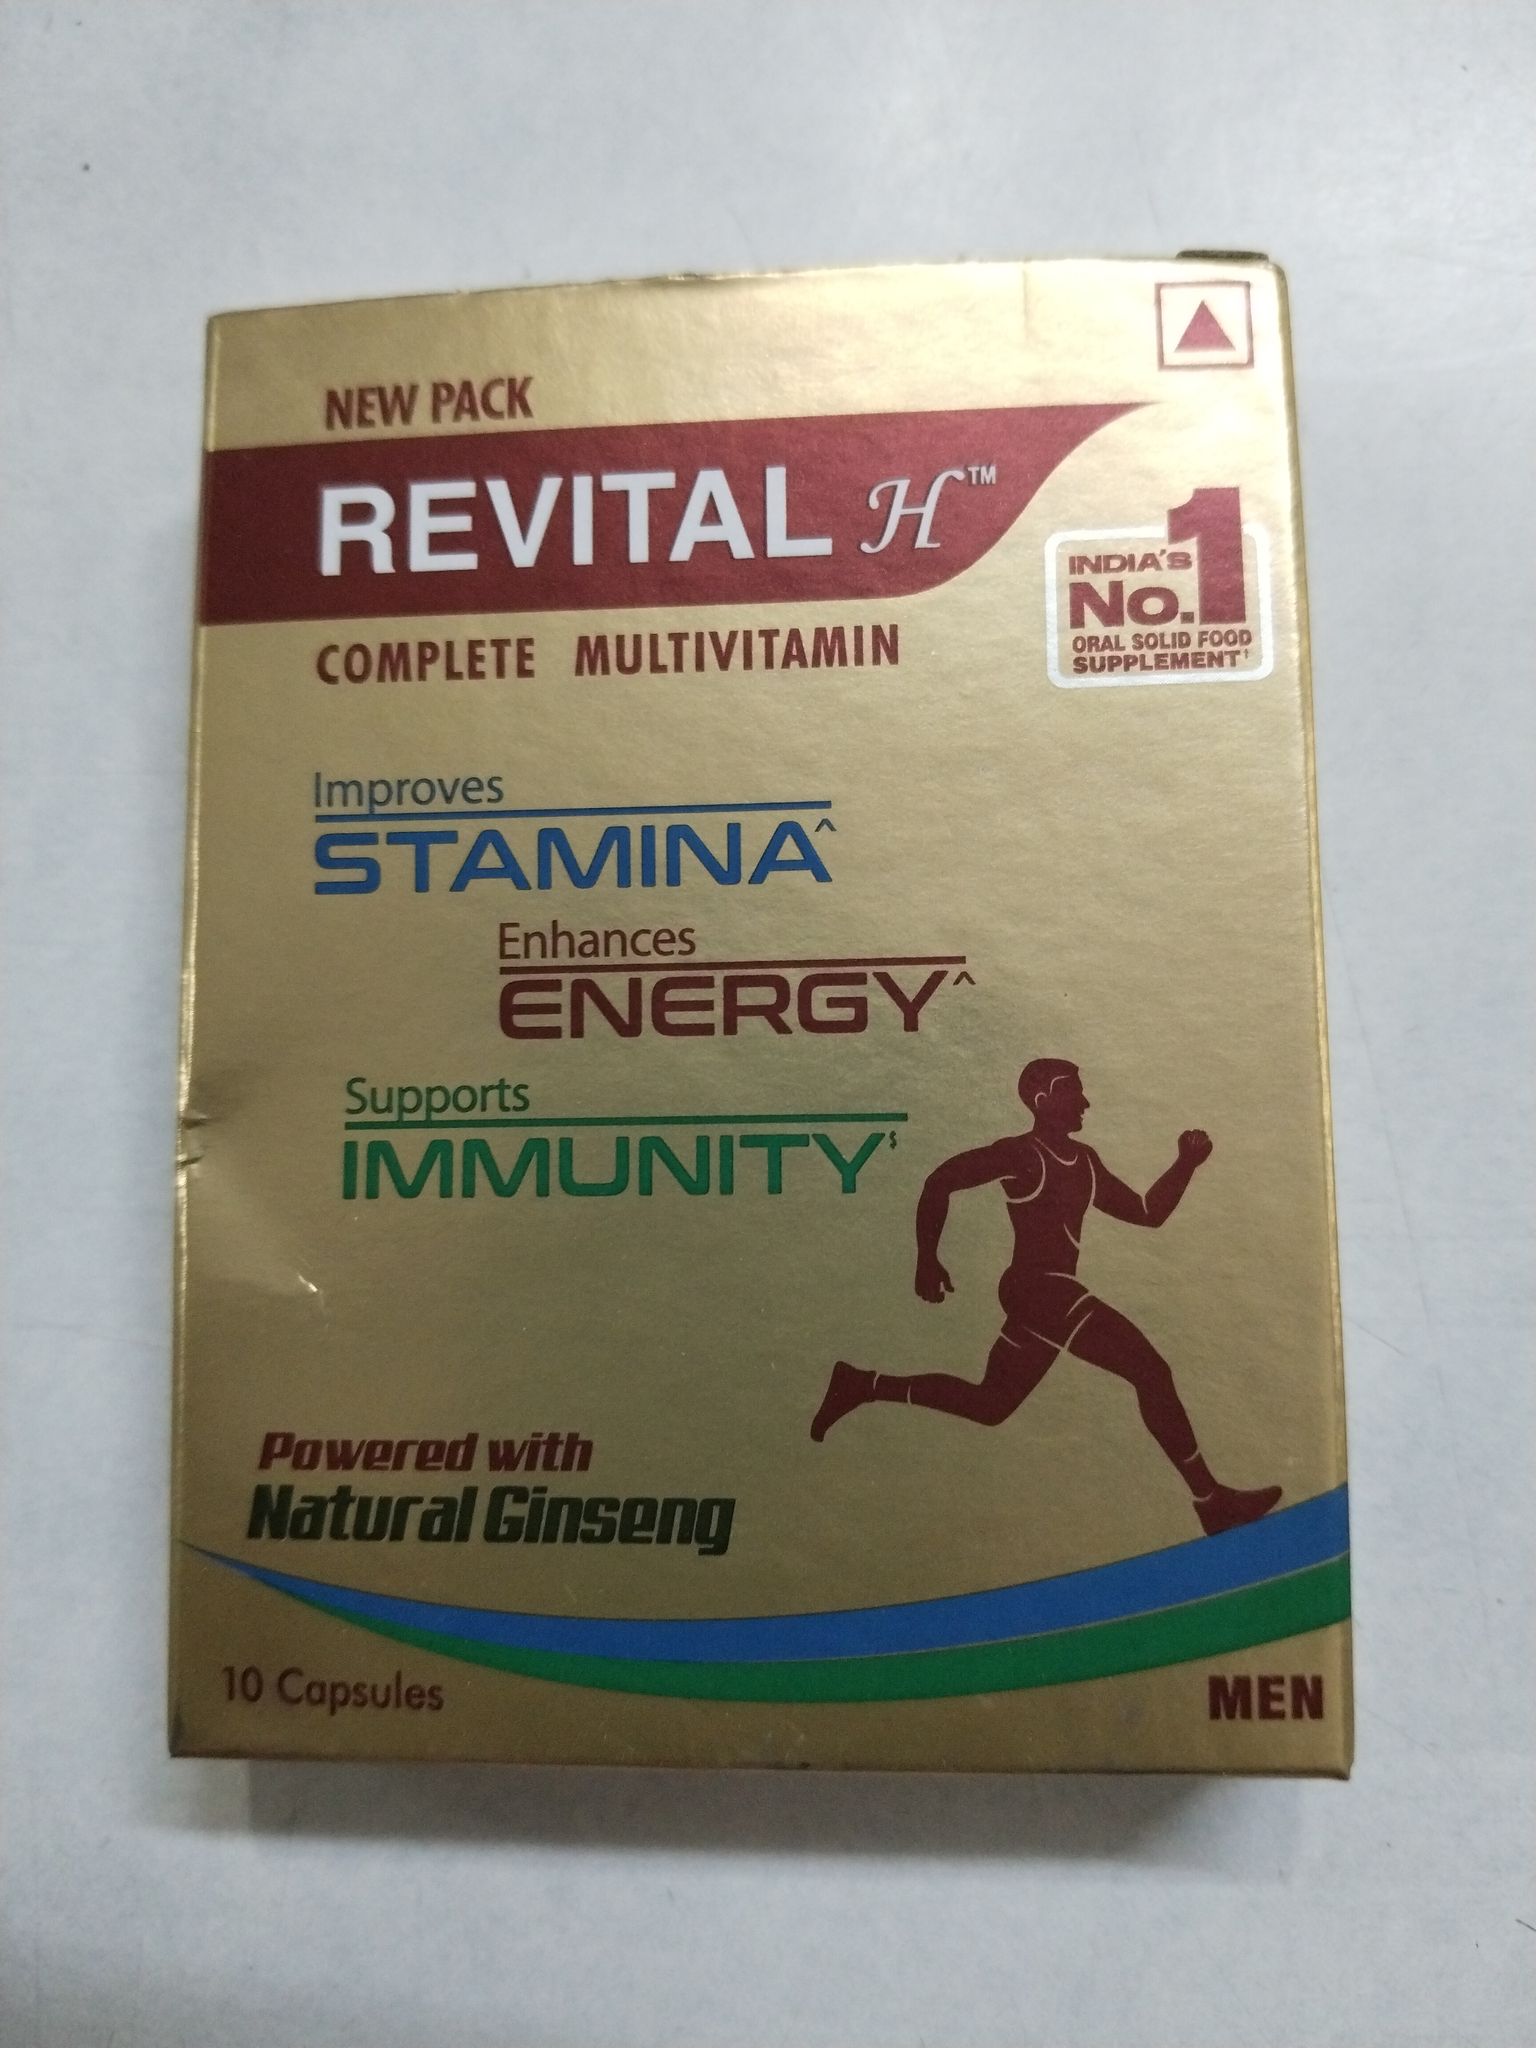 NEW PACK
REVITAL H™
COMPLETE MULTIVITAMIN
INDIA'S
No.1
ORAL SOLID FOOD
SUPPLEMENT†
Improves
STAMINA^
Enhances
ENERGY^
Supports
IMMUNITY$
Powered with
Natural Ginseng
10 Capsules
MEN